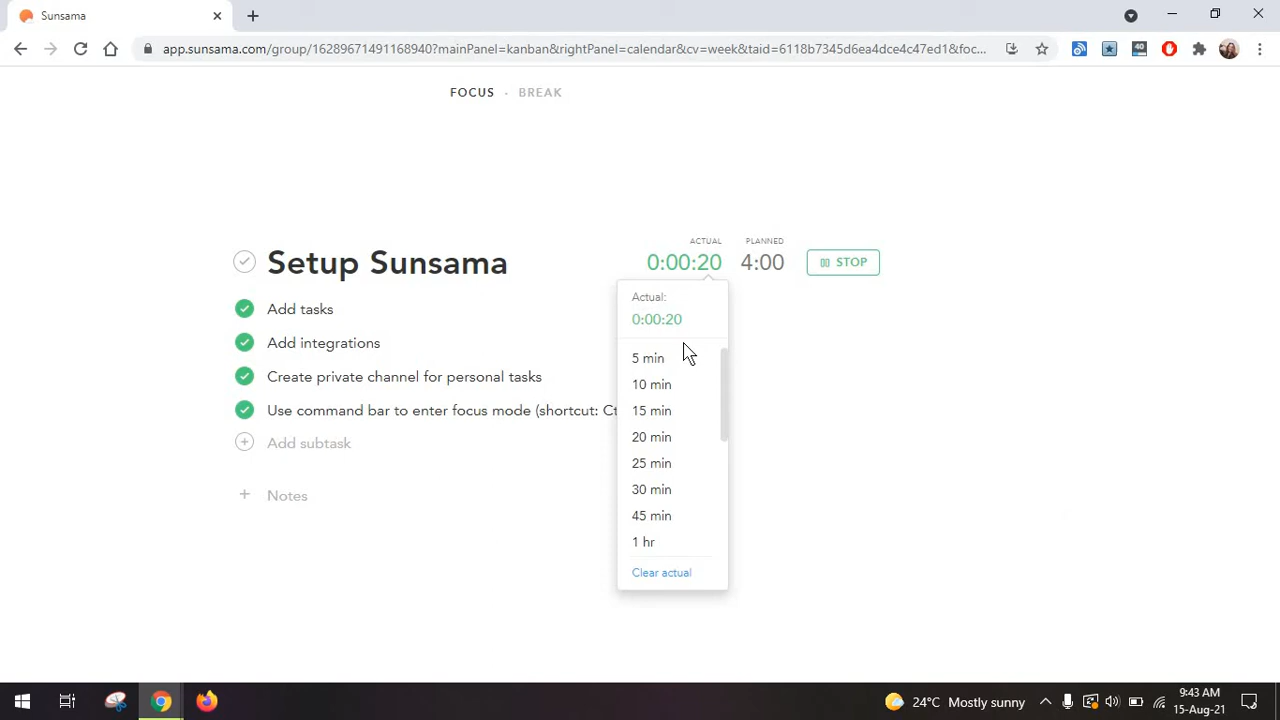 Sunsama
app.sunsama.com/group/16289671491168940?mainPanel=kanban&rightPanel=calendar&cv=week&taid=6118b7345d6ea4dce4c47ed1&foc...
40
FOCUS · BREAK
ACTUAL PLANNED
Setup Sunsama 0:00:20 4:00 STOP
Actual:
0:00:20
Add tasks
Add integrations
Create private channel for personal tasks
Use command bar to enter focus mode (shortcut: Ct
Add subtask
+ Notes
5 min
10 min
15 min
20 min
25 min
30 min
45 min
1 hr
Clear actual
24°C Mostly sunny
9:43 AM
15-Aug-21